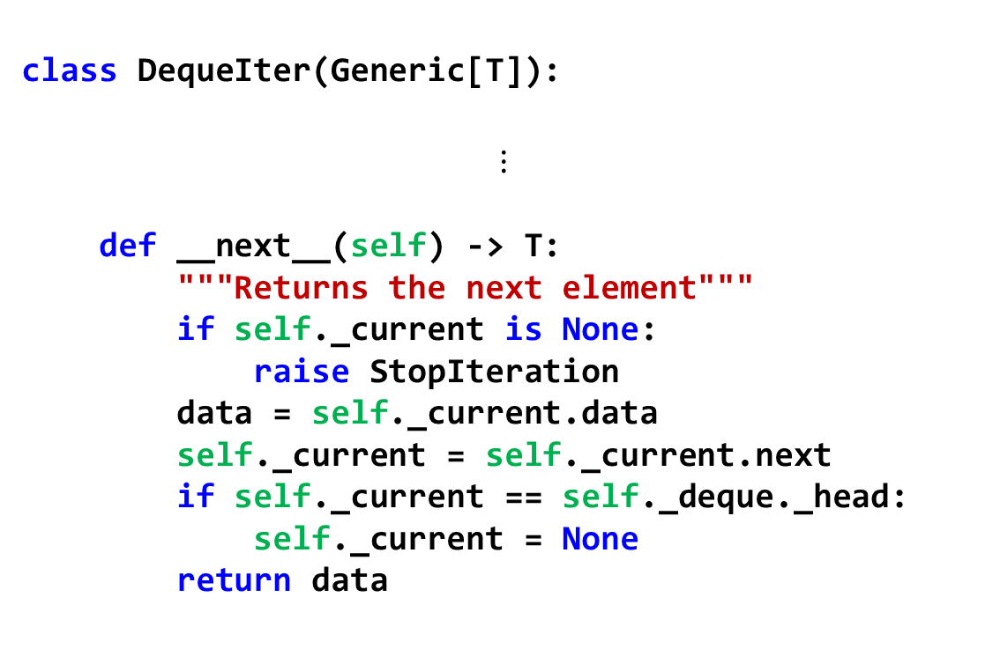 class DequeIter(Generic[T]):
⋮
    def __next__(self) -> T:
        """Returns the next element"""
        if self._current is None:
            raise StopIteration
        data = self._current.data
        self._current = self._current.next
        if self._current == self._deque._head:
            self._current = None
        return data